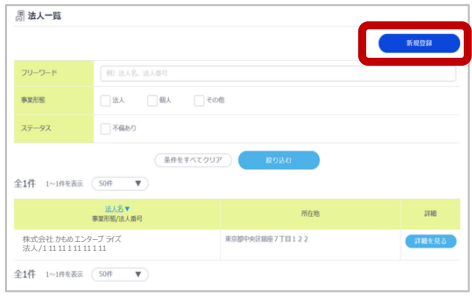 法人一覧
新規登録
フリーワード
例）法人名、法人番号
事業形態
法人 個人 その他
ステータス
不備あり
条件をすべてクリア 絞り込む
全1件 1～1件を表示 50件 ▼
法人名▼
事業形態/法人番号
所在地
詳細
株式会社 かもめ エンタープ ライズ
法人/1 11 11 1 11 11 1 11
東京都中央区銀座７丁目１２２
詳細を見る
全1件 1～1件を表示 50件 ▼